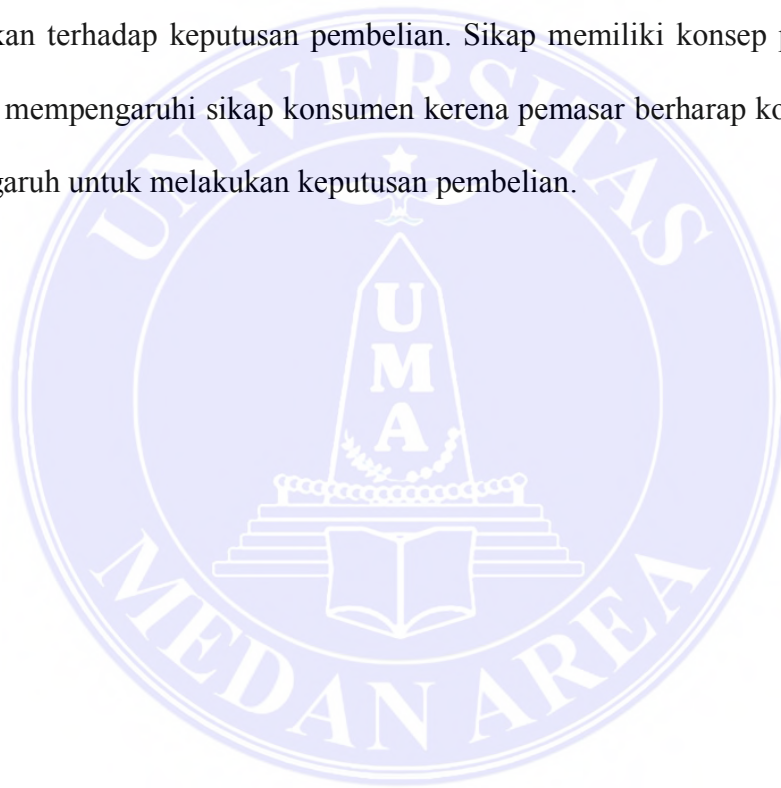 kan terhadap keputusan pembelian. Sikap memiliki konsep p
mempengaruhi sikap konsumen kerena pemasar berharap ko
garuh untuk melakukan keputusan pembelian.
UNIVERSITAS
U
M
A
MEDAN AREA